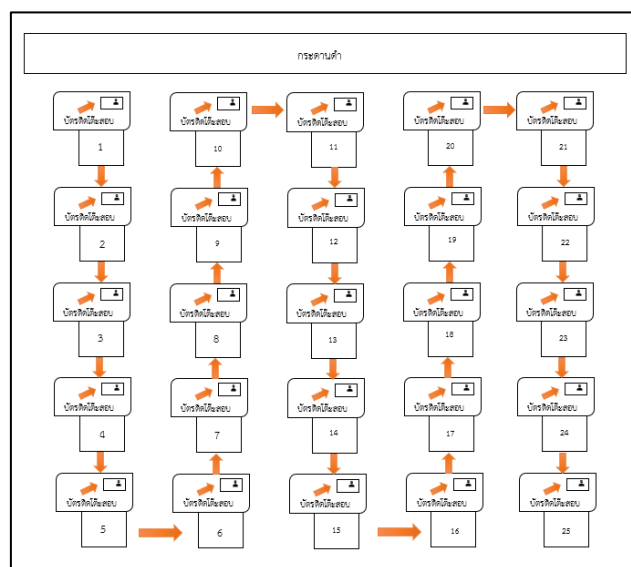 กระดานดำ
บัตรติดโต๊ะสอบ
1
บัตรติดโต๊ะสอบ
2
บัตรติดโต๊ะสอบ
3
บัตรติดโต๊ะสอบ
4
บัตรติดโต๊ะสอบ
5
บัตรติดโต๊ะสอบ
6
บัตรติดโต๊ะสอบ
7
บัตรติดโต๊ะสอบ
8
บัตรติดโต๊ะสอบ
9
บัตรติดโต๊ะสอบ
10
บัตรติดโต๊ะสอบ
11
บัตรติดโต๊ะสอบ
12
บัตรติดโต๊ะสอบ
13
บัตรติดโต๊ะสอบ
14
บัตรติดโต๊ะสอบ
15
บัตรติดโต๊ะสอบ
16
บัตรติดโต๊ะสอบ
17
บัตรติดโต๊ะสอบ
18
บัตรติดโต๊ะสอบ
19
บัตรติดโต๊ะสอบ
20
บัตรติดโต๊ะสอบ
21
บัตรติดโต๊ะสอบ
22
บัตรติดโต๊ะสอบ
23
บัตรติดโต๊ะสอบ
24
บัตรติดโต๊ะสอบ
25